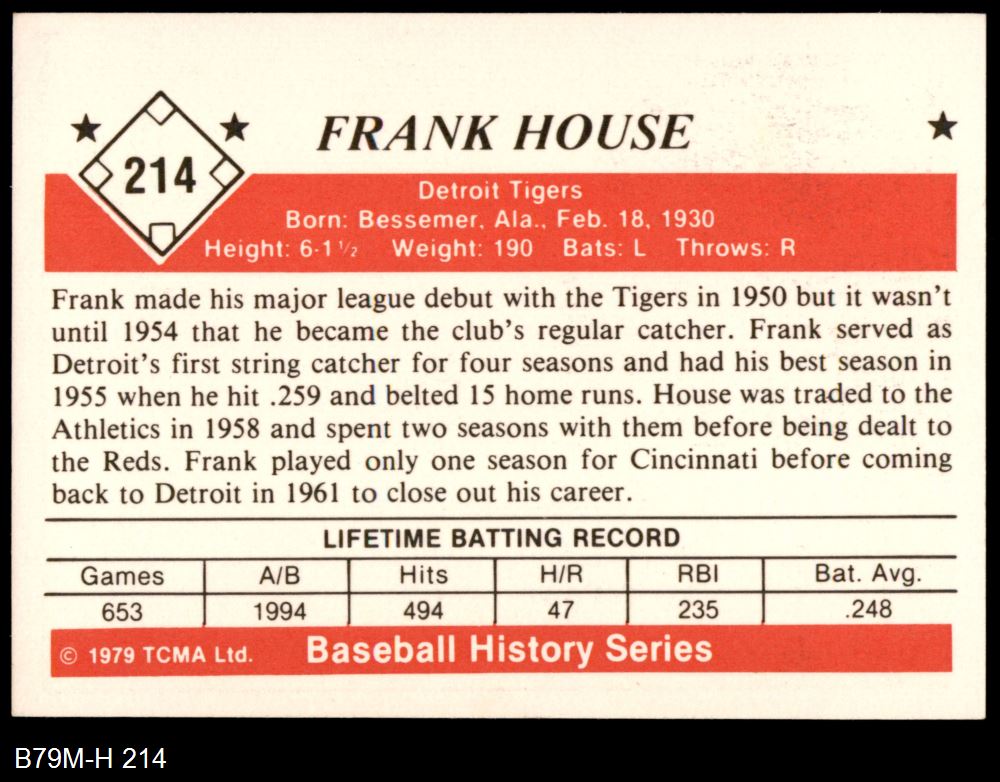 214
FRANK HOUSE
Detroit Tigers
Born: Bessemer, Ala., Feb. 18, 1930
Height: 6-1 1/2 Weight: 190 Bats: L Throws: R
Frank made his major league debut with the Tigers in 1950 but it wasn't
until 1954 that he became the club's regular catcher. Frank served as
Detroit's first string catcher for four seasons and had his best season in
1955 when he hit .259 and belted 15 home runs. House was traded to the
Athletics in 1958 and spent two seasons with them before being dealt to
the Reds. Frank played only one season for Cincinnati before coming
back to Detroit in 1961 to close out his career.
LIFETIME BATTING RECORD
Games A/B Hits H/R RBI Bat. Avg.
653 1994 494 47 235 .248
© 1979 TCMA Ltd. Baseball History Series
B79M-H 214